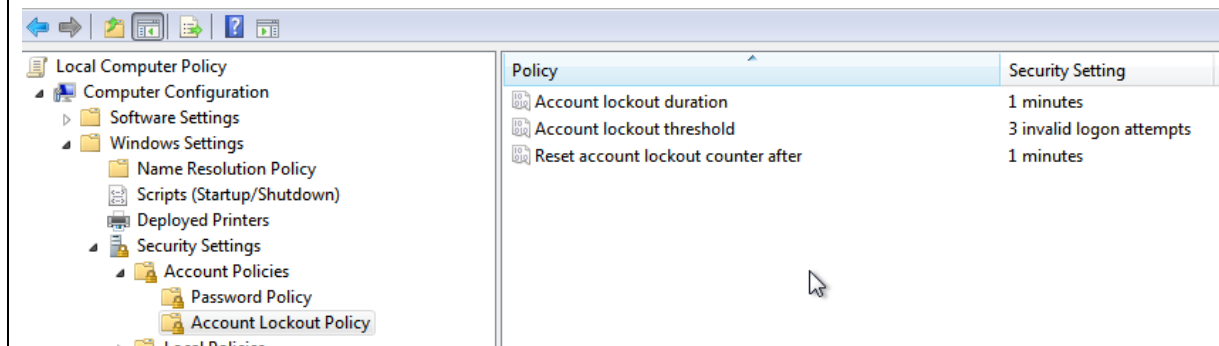 Local Computer Policy
Computer Configuration
Software Settings
Windows Settings
Name Resolution Policy
Scripts (Startup/Shutdown)
Deployed Printers
Security Settings
Account Policies
Password Policy
Account Lockout Policy
Local Policies
Policy Security Setting
Account lockout duration 1 minutes
Account lockout threshold 3 invalid logon attempts
Reset account lockout counter after 1 minutes